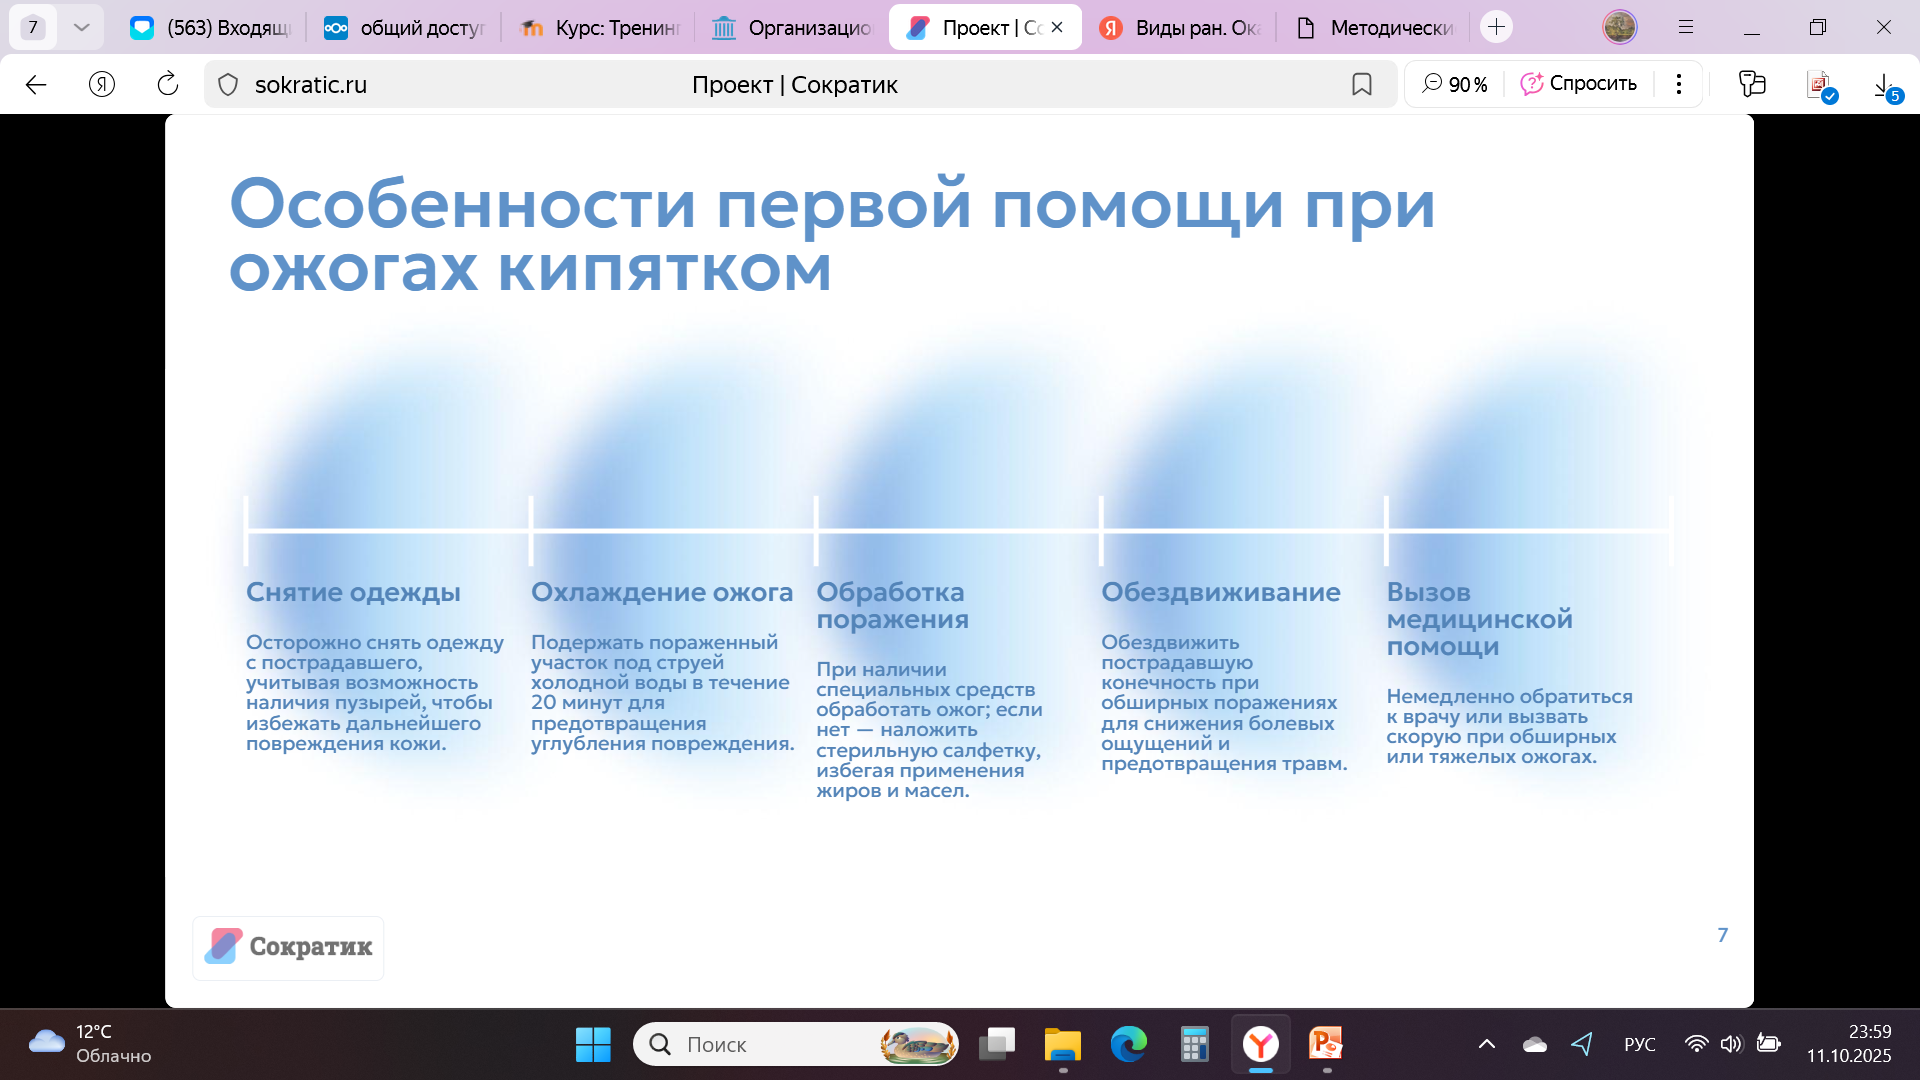 7
(563) Входящ
общий доступ
Курс: Тренинг
Организацио
Проект | Со
Виды ран. Ока
Методически
sokratic.ru
Проект | Сократик
90 %
Спросить
5
Особенности первой помощи при
ожогах кипятком
Снятие одежды
Осторожно снять одежду
с пострадавшего,
учитывая возможность
наличия пузырей, чтобы
избежать дальнейшего
повреждения кожи.
Охлаждение ожога
Подержать пораженный
участок под струей
холодной воды в течение
20 минут для
предотвращения
углубления повреждения.
Обработка
поражения
При наличии
специальных средств
обработать ожог; если
нет — наложить
стерильную салфетку,
избегая применения
жиров и масел.
Обездвиживание
Обездвижить
пострадавшую
конечность при
обширных поражениях
для снижения болевых
ощущений и
предотвращения травм.
Вызов
медицинской
помощи
Немедленно обратиться
к врачу или вызвать
скорую при обширных
или тяжелых ожогах.
Сократик
7
12°C
Облачно
Поиск
РУС
23:59
11.10.2025